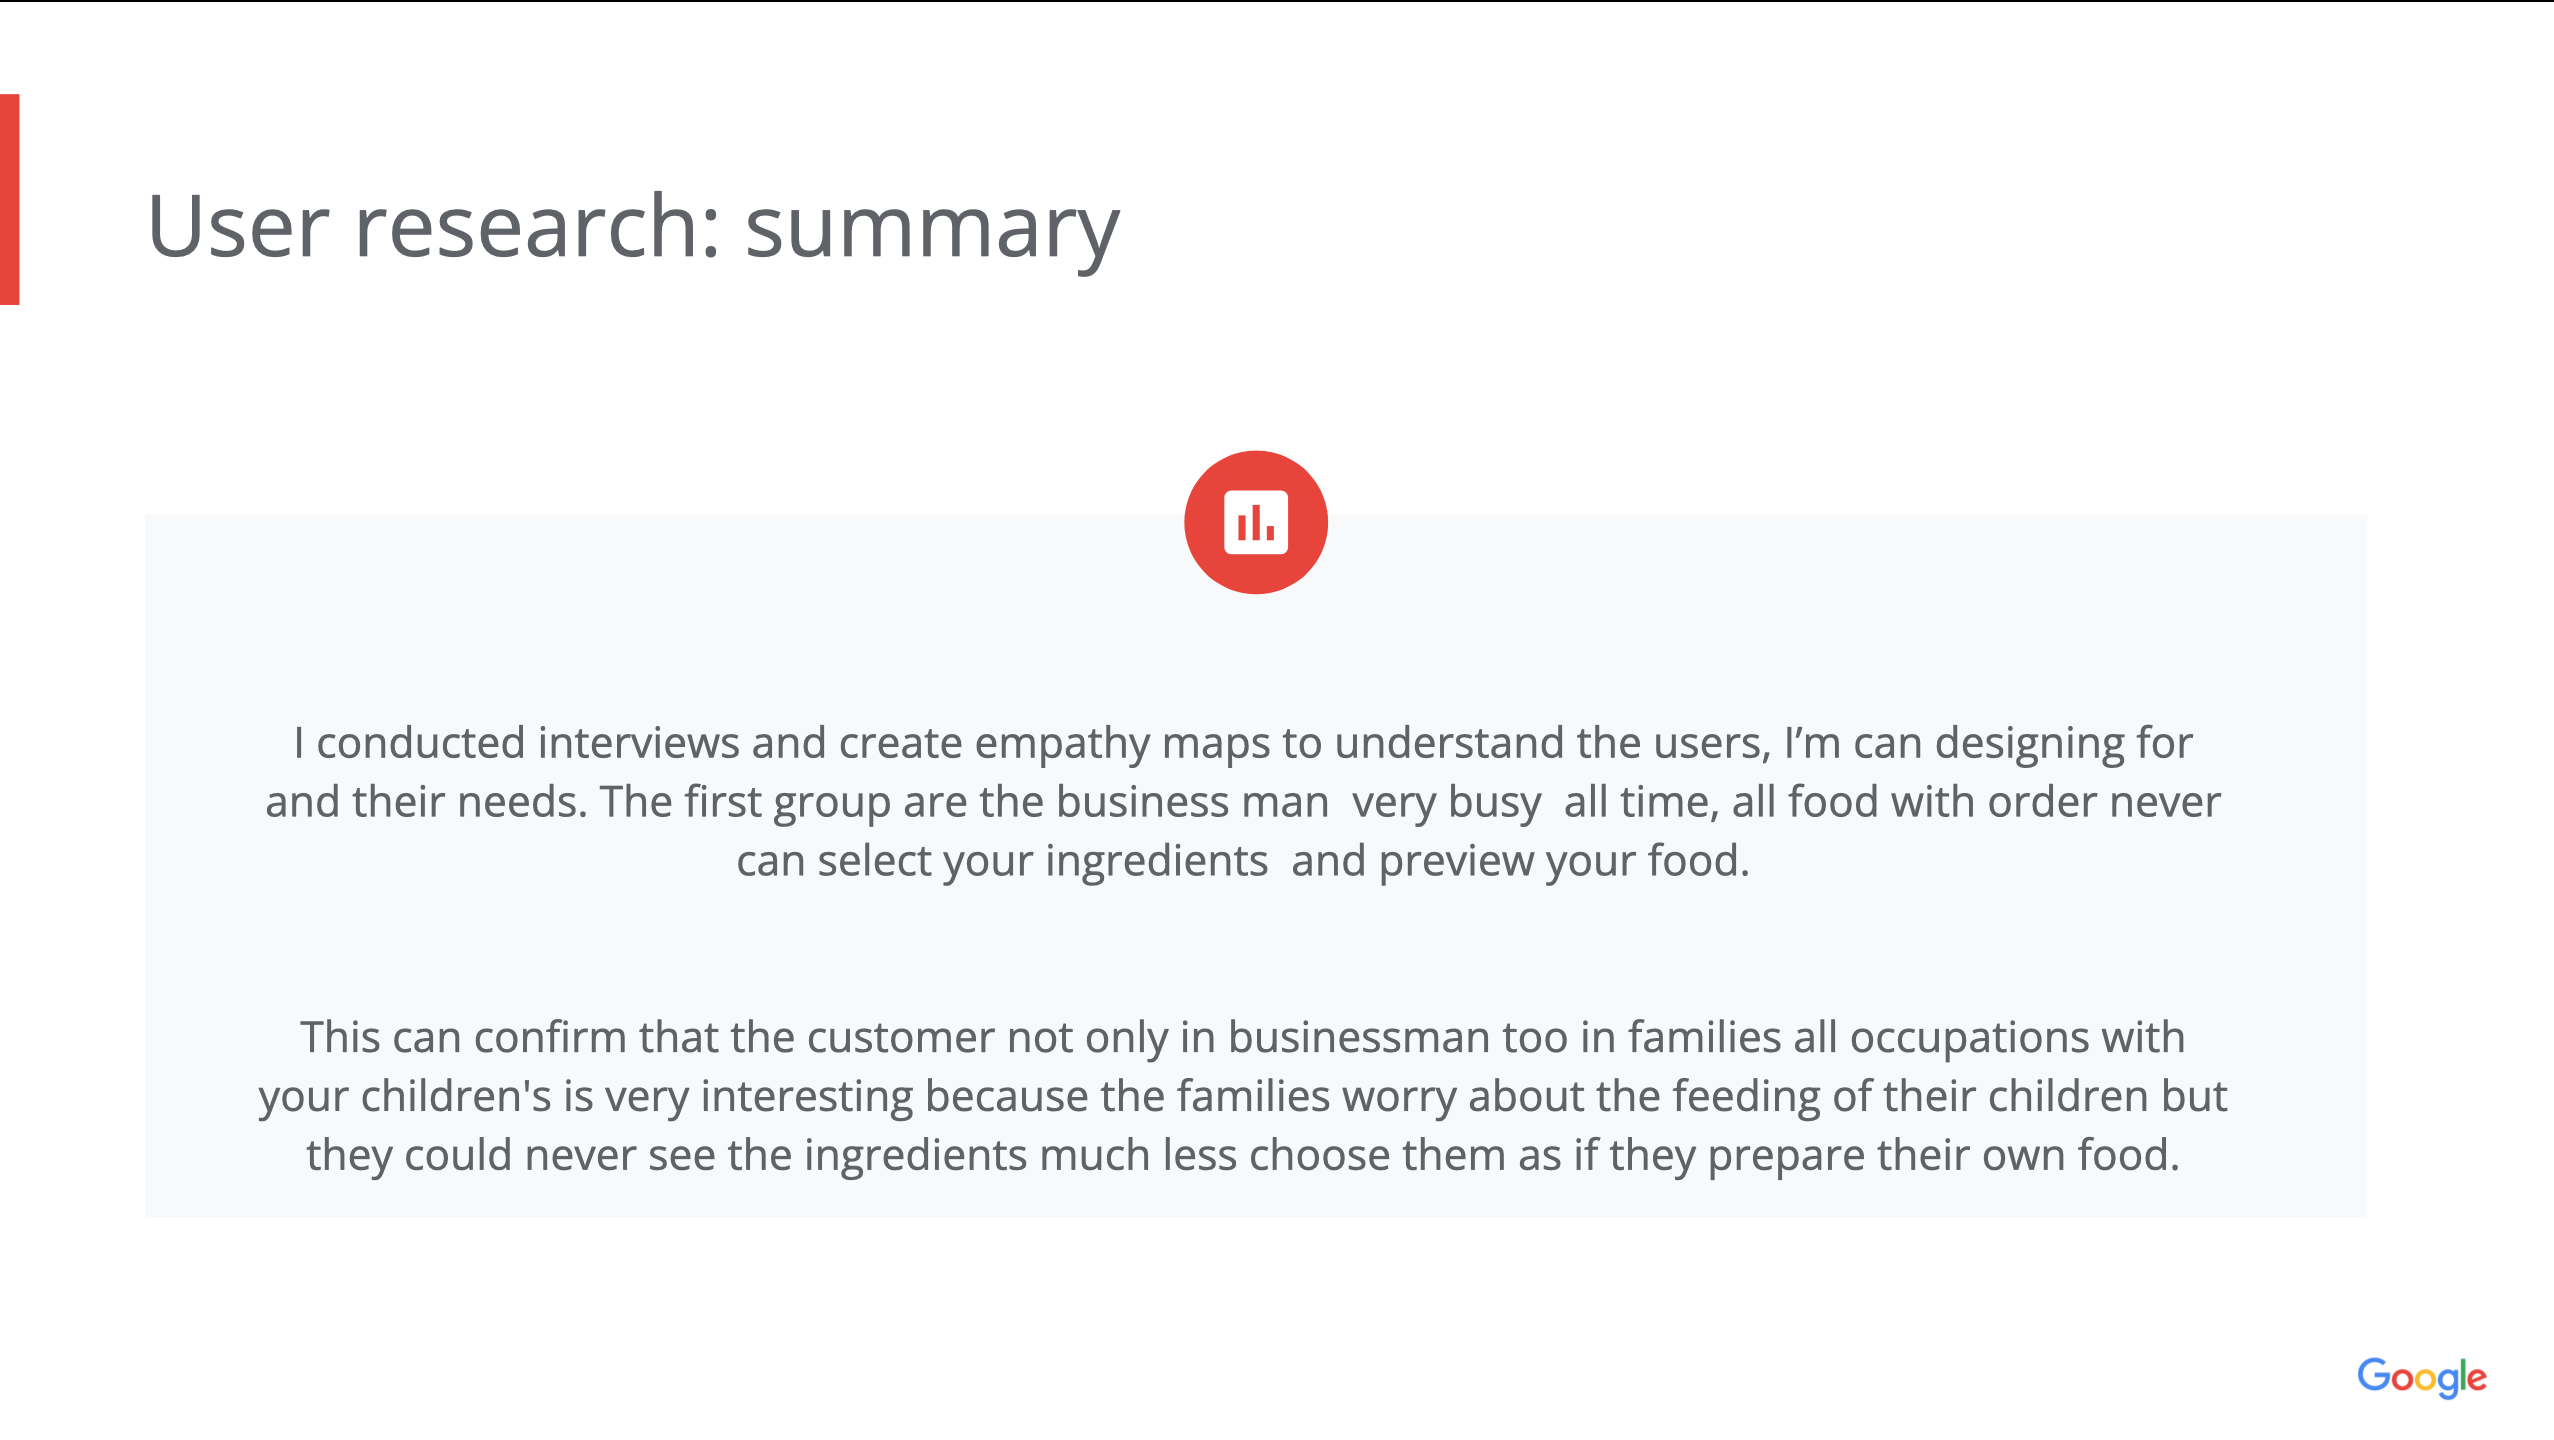 User research: summary
I conducted interviews and create empathy maps to understand the users, I’m can designing for
and their needs. The first group are the business man  very busy  all time, all food with order never
can select your ingredients  and preview your food.
This can confirm that the customer not only in businessman too in families all occupations with
your children's is very interesting because the families worry about the feeding of their children but
they could never see the ingredients much less choose them as if they prepare their own food.
Google